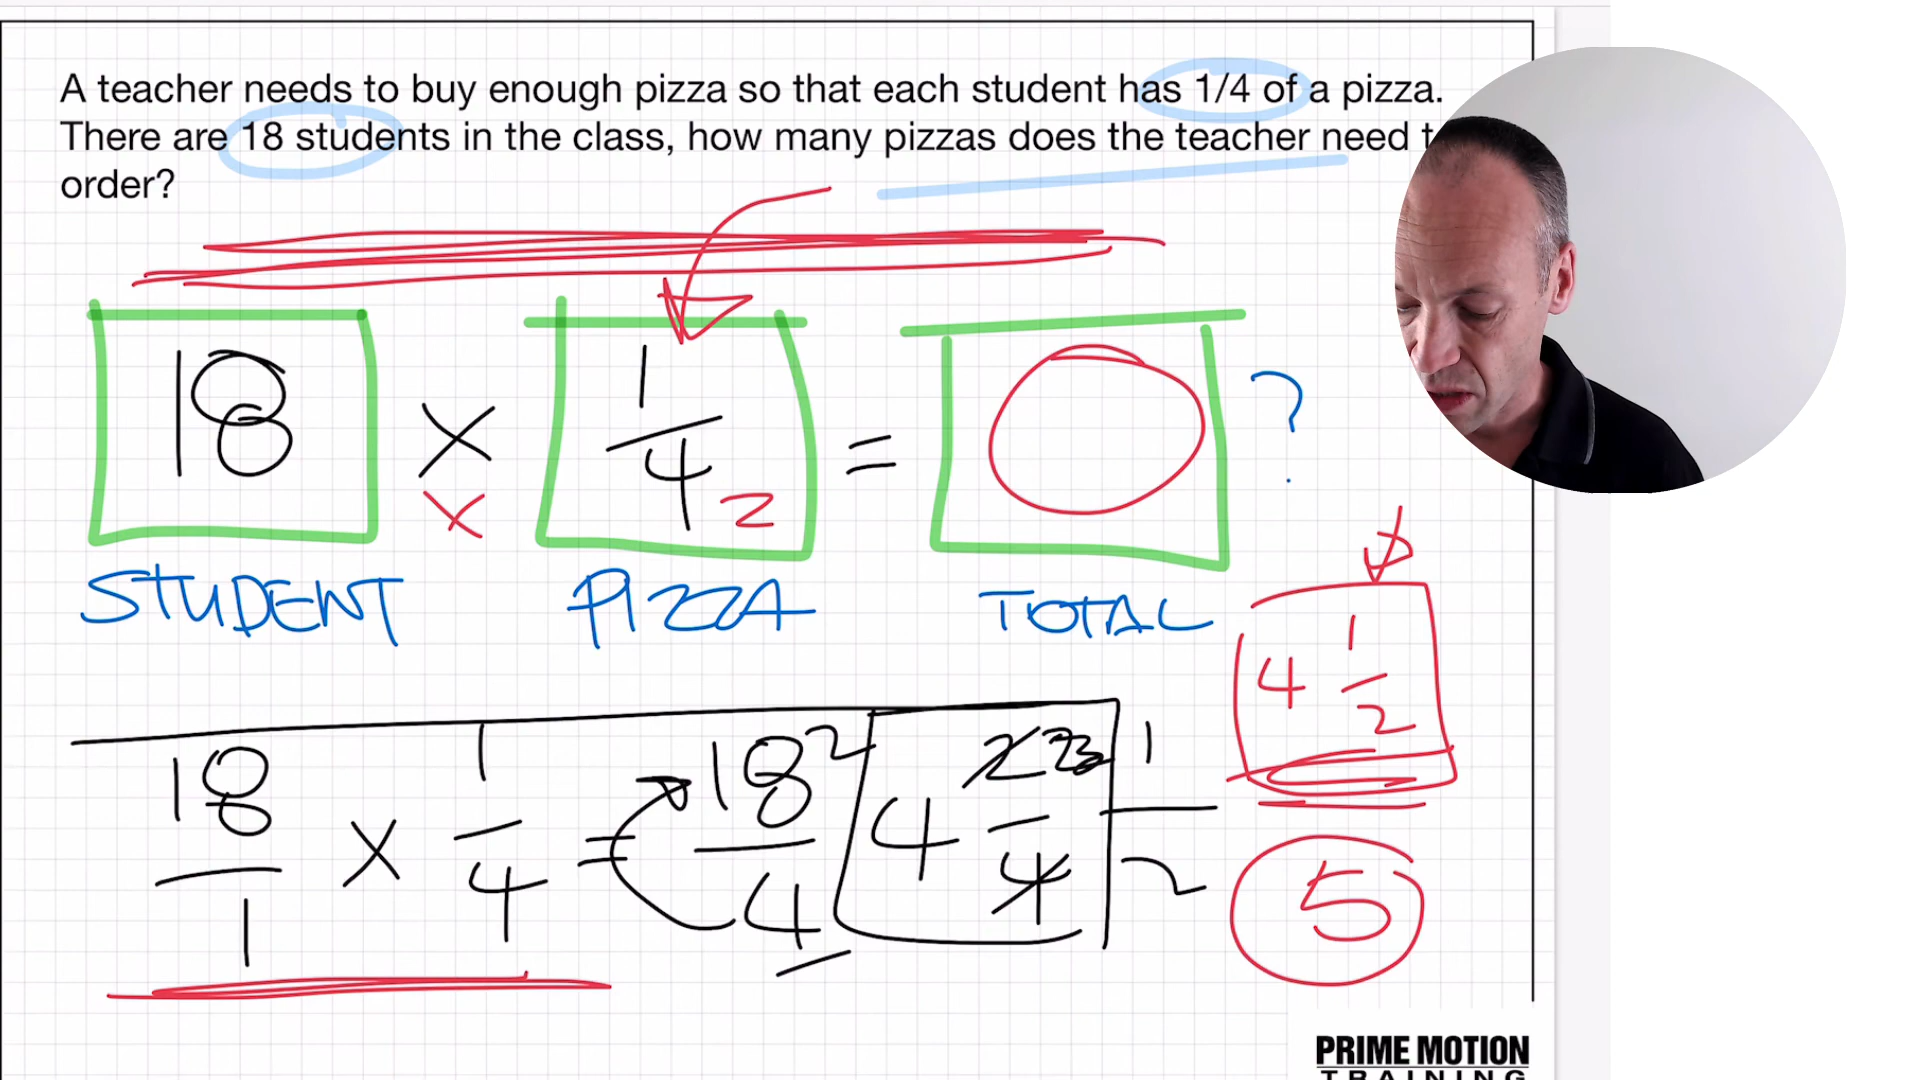 A teacher needs to buy enough pizza so that each student has 1/4 of a pizza.
There are 18 students in the class, how many pizzas does the teacher need t
order?
18 × 1/4 = ?
× 2
STUDENT PIZZA TOTAL
4 1/2
18/1 × 1/4 = 18/4 4 2/4 1/2
5
PRIME MOTION
TRAINING